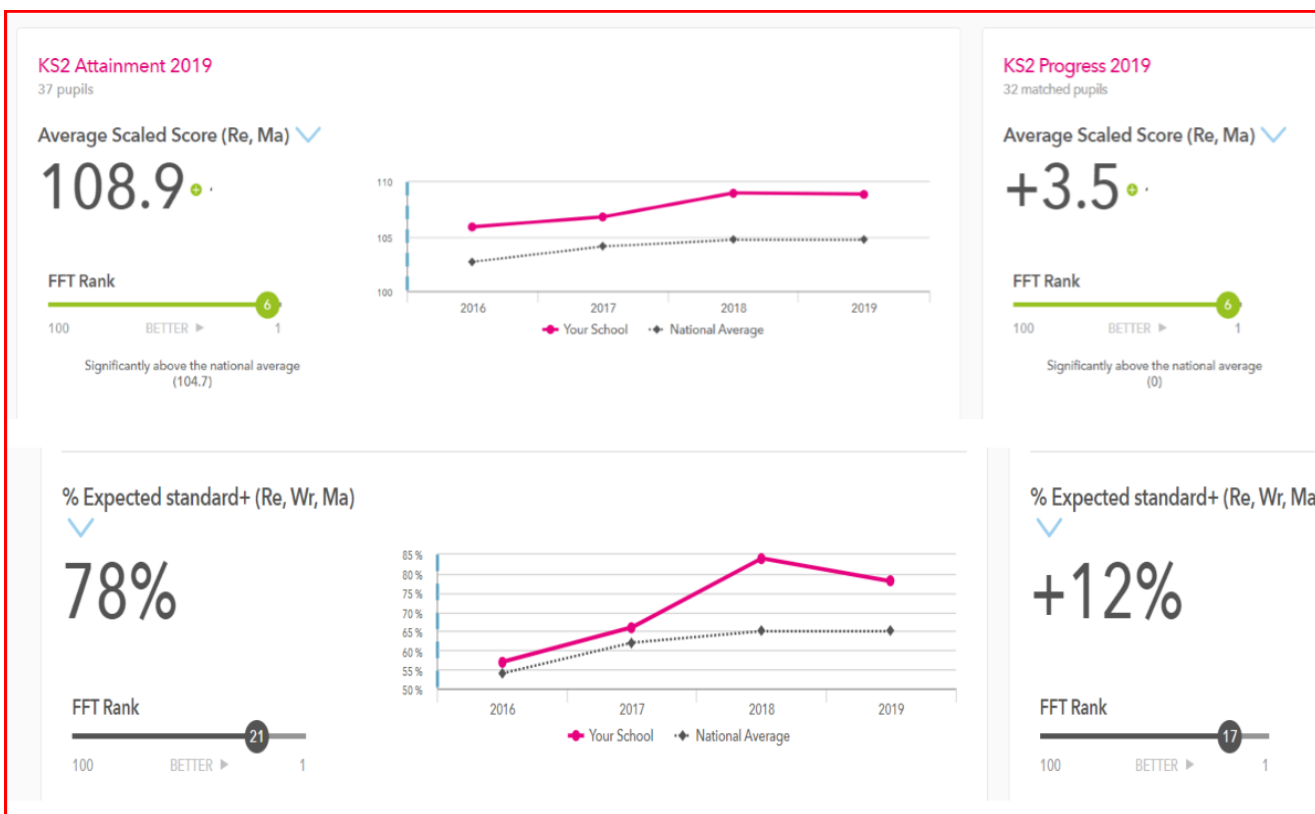 KS2 Attainment 2019
37 pupils
Average Scaled Score (Re, Ma)
108.9
FFT Rank
6
100 BETTER ▶ 1
Significantly above the national average
(104.7)
110
105
100
2016 2017 2018 2019
Your School National Average
KS2 Progress 2019
32 matched pupils
Average Scaled Score (Re, Ma)
+3.5
FFT Rank
6
100 BETTER ▶ 1
Significantly above the national average
(0)
% Expected standard+ (Re, Wr, Ma)
78%
FFT Rank
21
100 BETTER ▶ 1
85 %
80 %
75 %
70 %
65 %
60 %
55 %
50 %
2016 2017 2018 2019
Your School National Average
% Expected standard+ (Re, Wr, Ma
+12%
FFT Rank
17
100 BETTER ▶ 1